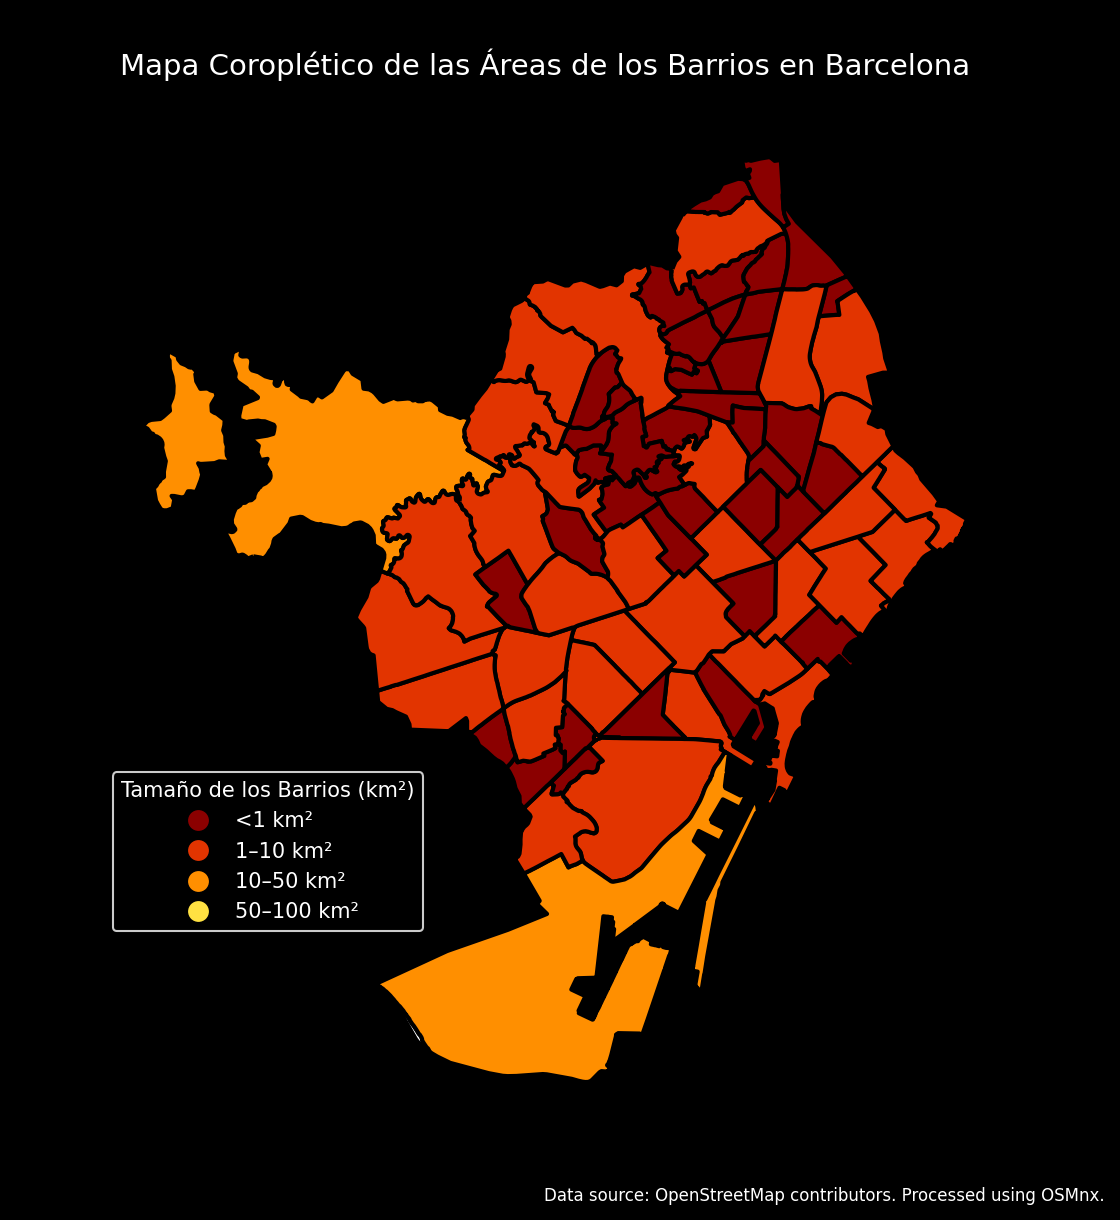 Mapa Coroplético de las Áreas de los Barrios en Barcelona
Tamaño de los Barrios (km²)
<1 km²
1–10 km²
10–50 km²
50–100 km²
Data source: OpenStreetMap contributors. Processed using OSMnx.